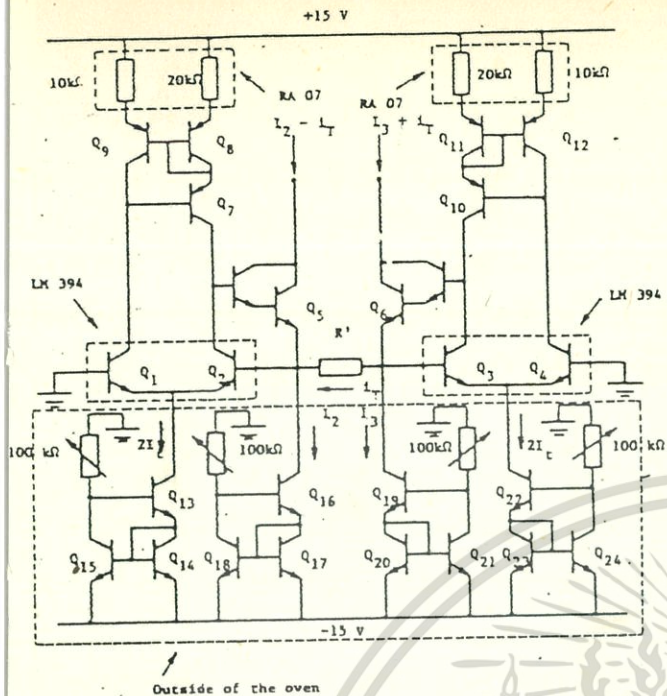 +15 V
10kΩ 20kΩ 20kΩ 10kΩ
RA 07 RA 07
I2 - iT I3 + iT
Q9 Q8 Q11 Q12
Q7 Q10
LM 394 LM 394
Q5 Q6
R'
Q1 Q2 Q3 Q4
iT
I2 I3
100 kΩ 2It 100kΩ 100kΩ 2It 100 kΩ
Q13 Q16 Q19 Q22
Q15 Q14 Q18 Q17 Q20 Q21 Q23 Q24
-15 V
Outside of the oven